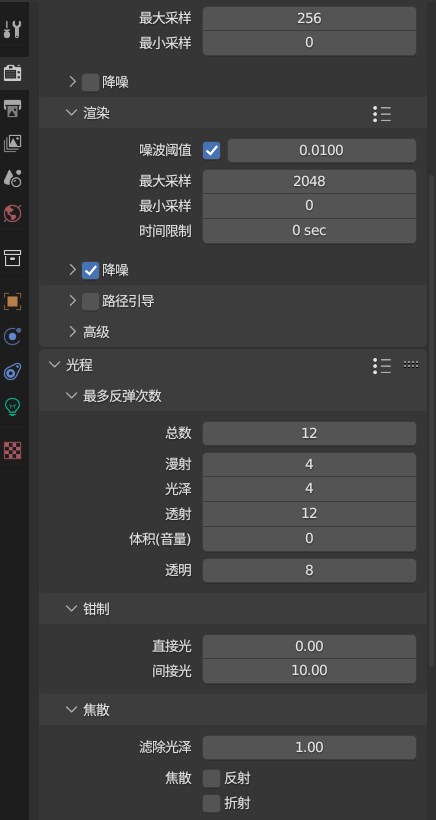 最大采样 256
最小采样 0
降噪
渲染
噪波阈值 0.0100
最大采样 2048
最小采样 0
时间限制 0 sec
降噪
路径引导
高级
光程
最多反弹次数
总数 12
漫射 4
光泽 4
透射 12
体积(音量) 0
透明 8
钳制
直接光 0.00
间接光 10.00
焦散
滤除光泽 1.00
焦散 反射
折射